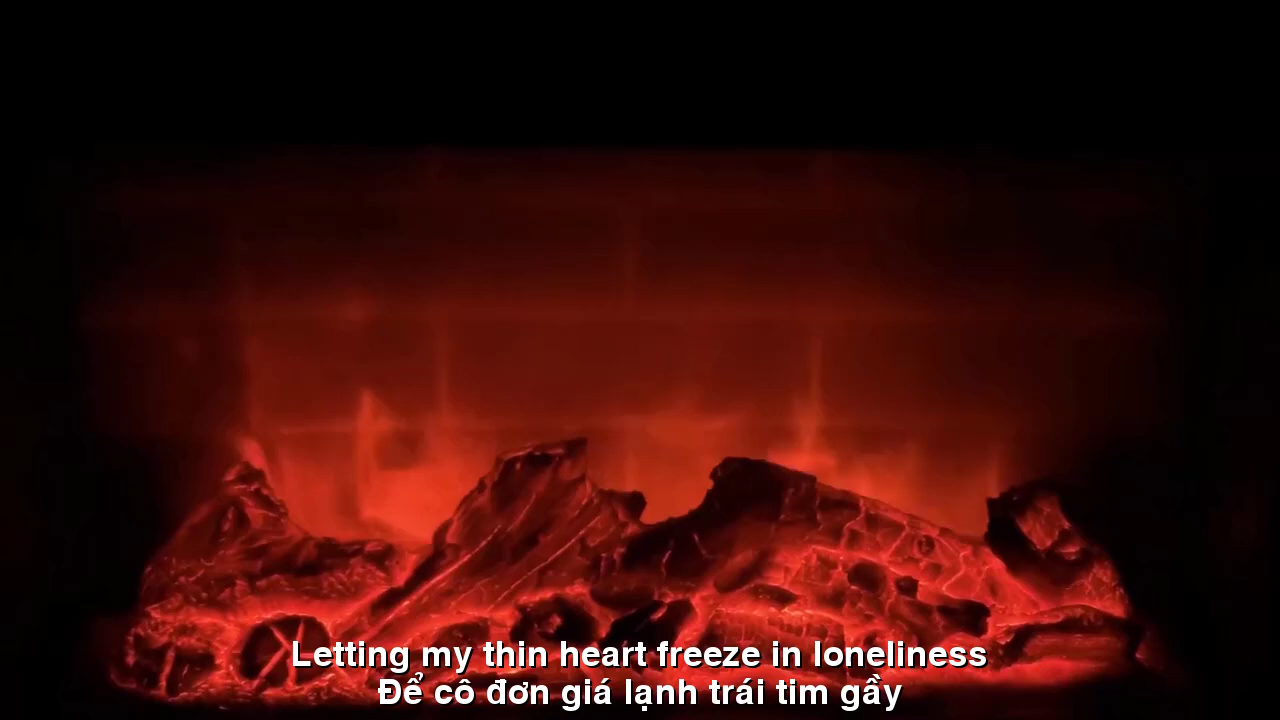 Letting my thin heart freeze in loneliness
Để cô đơn giá lạnh trái tim gầy